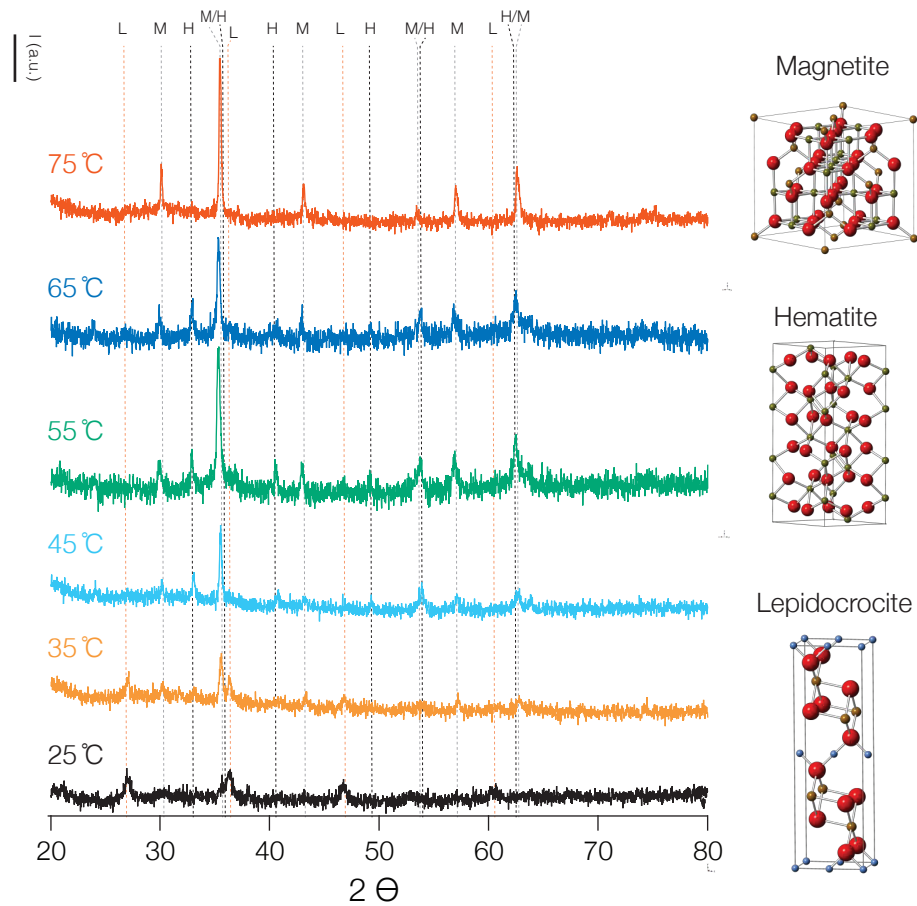 I (a.u.)
L M H M/H L H M L H M/H M L H/M
75 ℃
65 ℃
55 ℃
45 ℃
35 ℃
25 ℃
20 30 40 50 60 70 80
2 Θ
Magnetite
Hematite
Lepidocrocite